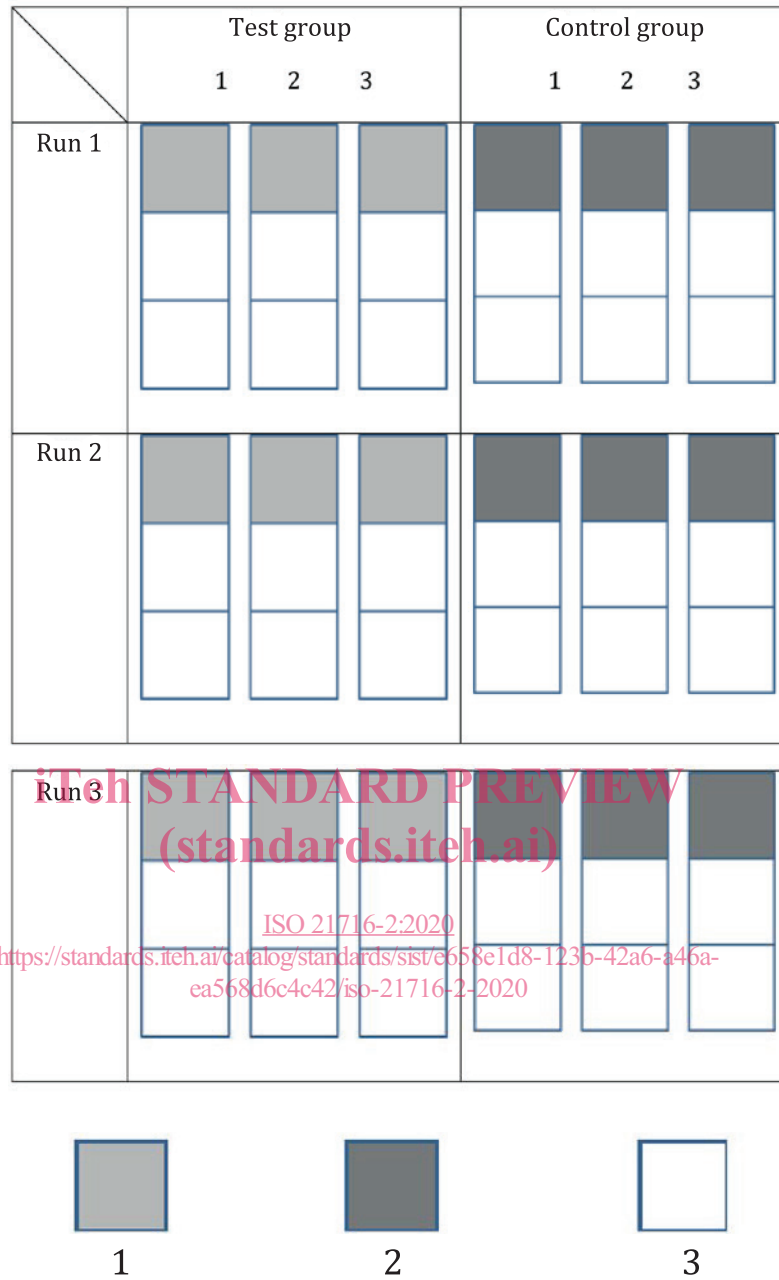 Test group Control group
1 2 3 1 2 3
Run 1
Run 2
Run 3
iTeh STANDARD PREVIEW
(standards.iteh.ai)
ISO 21716-2:2020
https://standards.iteh.ai/catalog/standards/sist/e658e1d8-123b-42a6-a46a-
ea568d6c4c42/iso-21716-2-2020
1 2 3